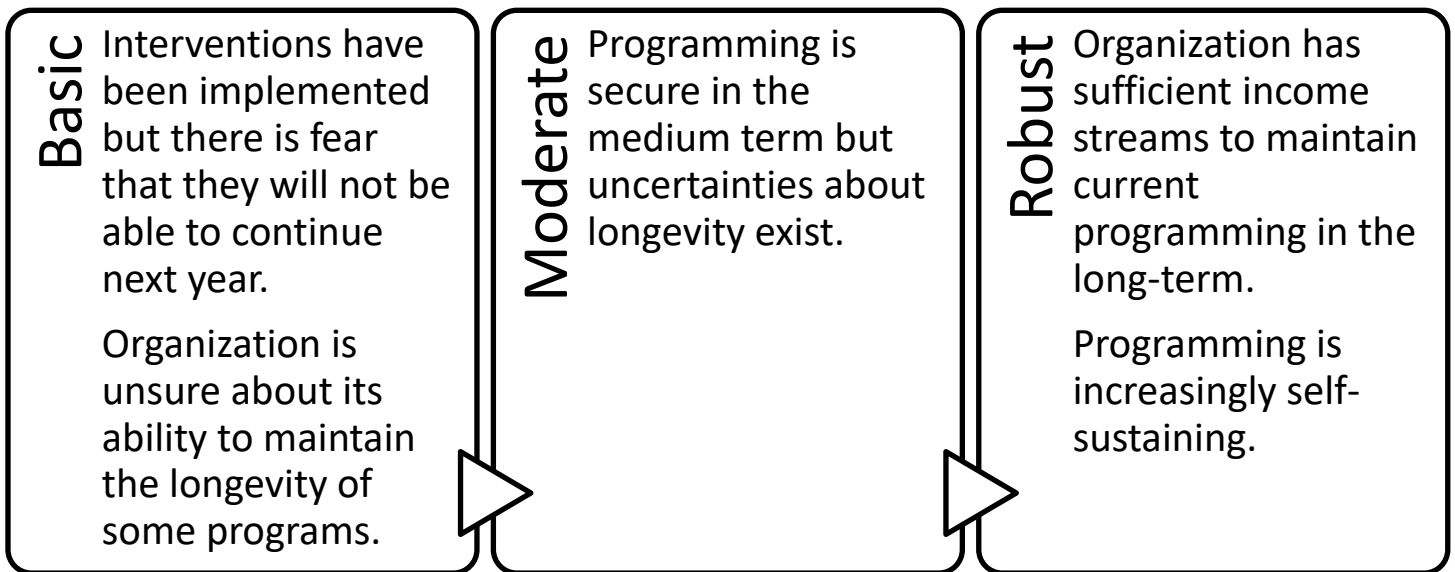 Basic
Interventions have
been implemented
but there is fear
that they will not be
able to continue
next year.
Organization is
unsure about its
ability to maintain
the longevity of
some programs.
Moderate
Programming is
secure in the
medium term but
uncertainties about
longevity exist.
Robust
Organization has
sufficient income
streams to maintain
current
programming in the
long-term.
Programming is
increasingly self-
sustaining.